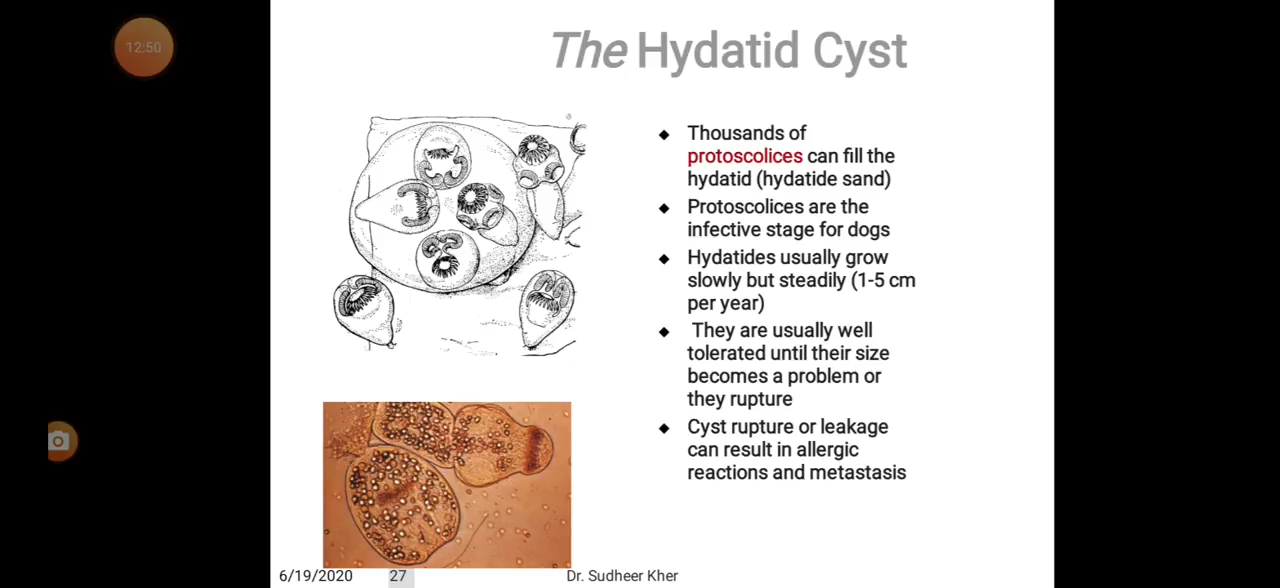 12:50
The Hydatid Cyst
◆ Thousands of
protoscolices can fill the
hydatid (hydatide sand)
◆ Protoscolices are the
infective stage for dogs
◆ Hydatides usually grow
slowly but steadily (1-5 cm
per year)
◆ They are usually well
tolerated until their size
becomes a problem or
they rupture
◆ Cyst rupture or leakage
can result in allergic
reactions and metastasis
6/19/2020 27 Dr. Sudheer Kher